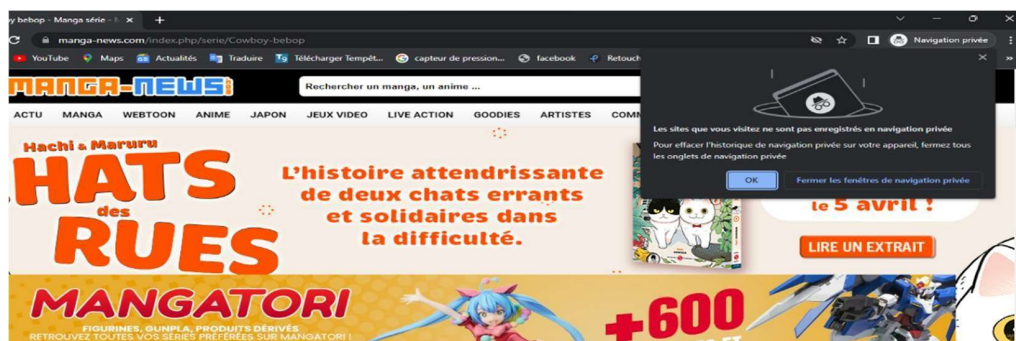 y bebop - Manga série - 
manga-news.com/index.php/serie/Cowboy-bebop
Navigation privée
YouTube Maps Actualités Traduire Télécharger Tempêt... capteur de pression... facebook Retouch
MANGA-NEWS
Rechercher un manga, un anime ...
ACTU MANGA WEBTOON ANIME JAPON JEUX VIDEO LIVE ACTION GOODIES ARTISTES COMM
Les sites que vous visitez ne sont pas enregistrés en navigation privée
Pour effacer l'historique de navigation privée sur votre appareil, fermez tous
les onglets de navigation privée
OK Fermer les fenêtres de navigation privée
Hachi & Maruru
HATS
des
RUES
L'histoire attendrissante
de deux chats errants
et solidaires dans
la difficulté.
le 5 avril !
LIRE UN EXTRAIT
MANGATORI
FIGURINES, GUNPLA, PRODUITS DÉRIVÉS
RETROUVEZ TOUTES VOS SÉRIES PRÉFÉRÉES SUR MANGATORI !
+600